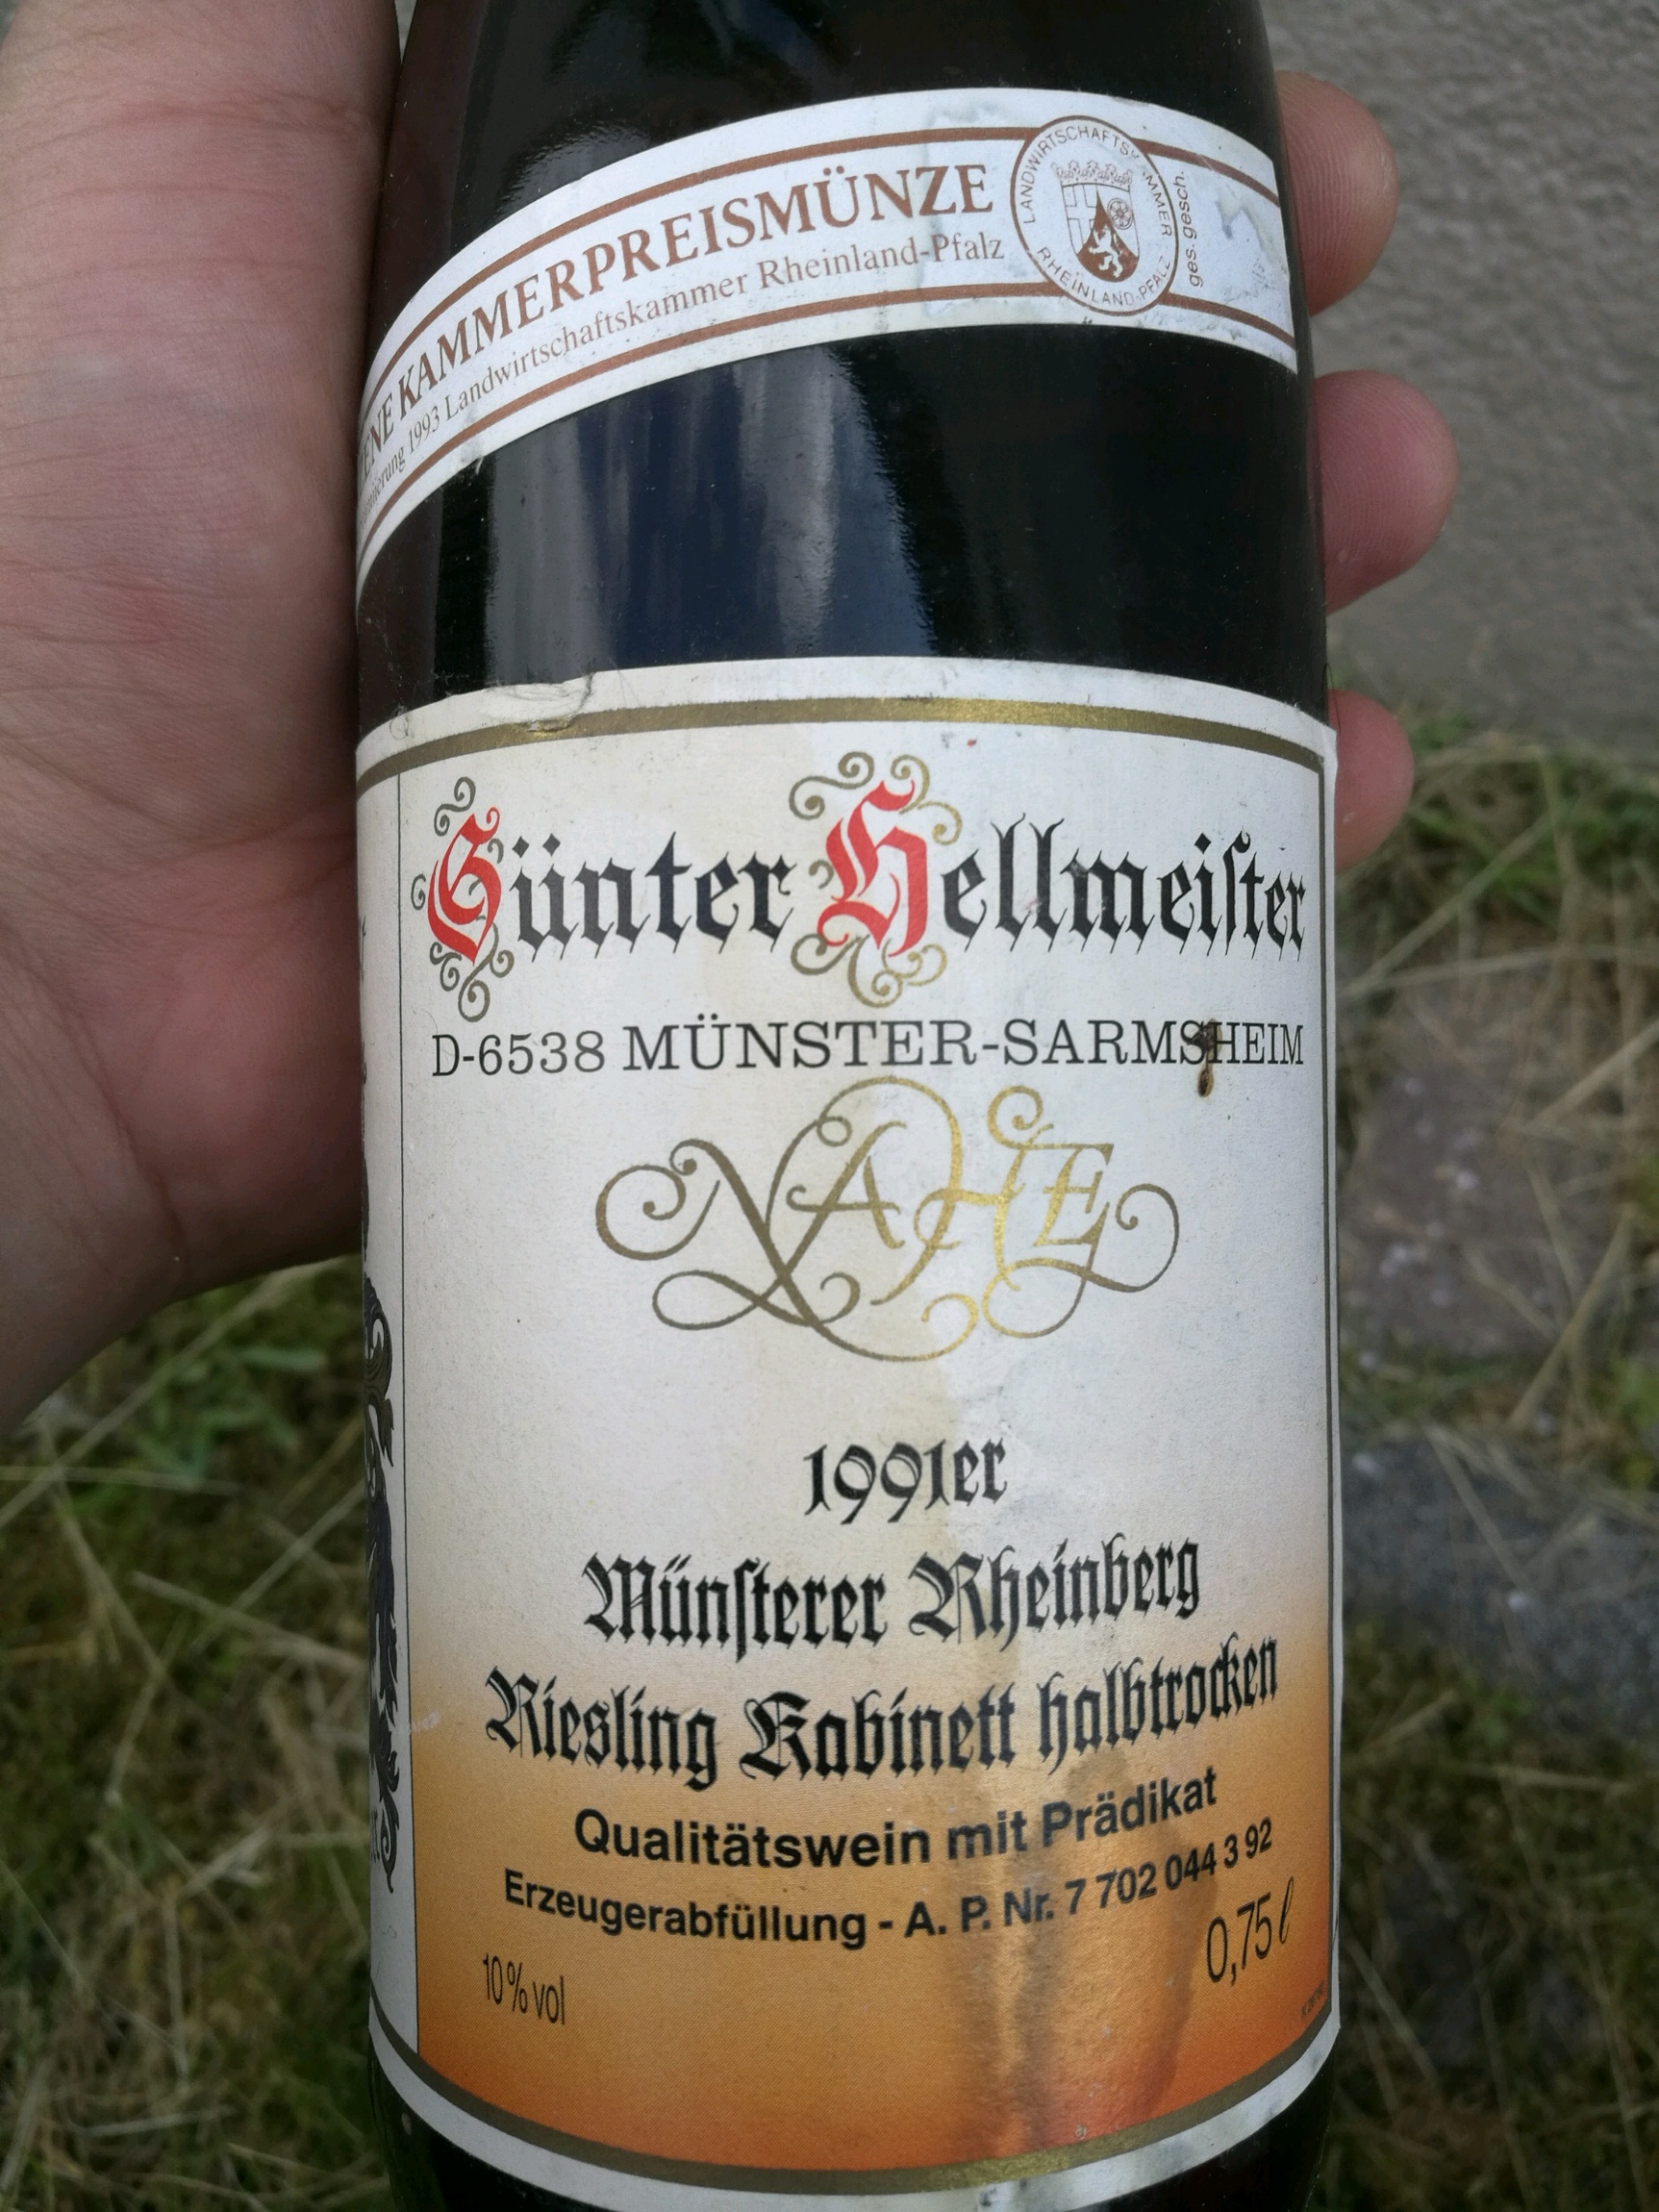 KAMMERPREISMÜNZE
1993 Landwirtschaftskammer Rheinland-Pfalz
LANDWIRTSCHAFTSKAMMER
RHEINLAND-PFALZ
ges. gesch.
Günter Hellmeiſter
D-6538 MÜNSTER-SARMSHEIM
NAHE
1991er
Münſterer Rheinberg
Riesling Kabinett halbtrocken
Qualitätswein mit Prädikat
Erzeugerabfüllung - A. P. Nr. 7 702 044 3 92
10 % vol
0,75 ℓ